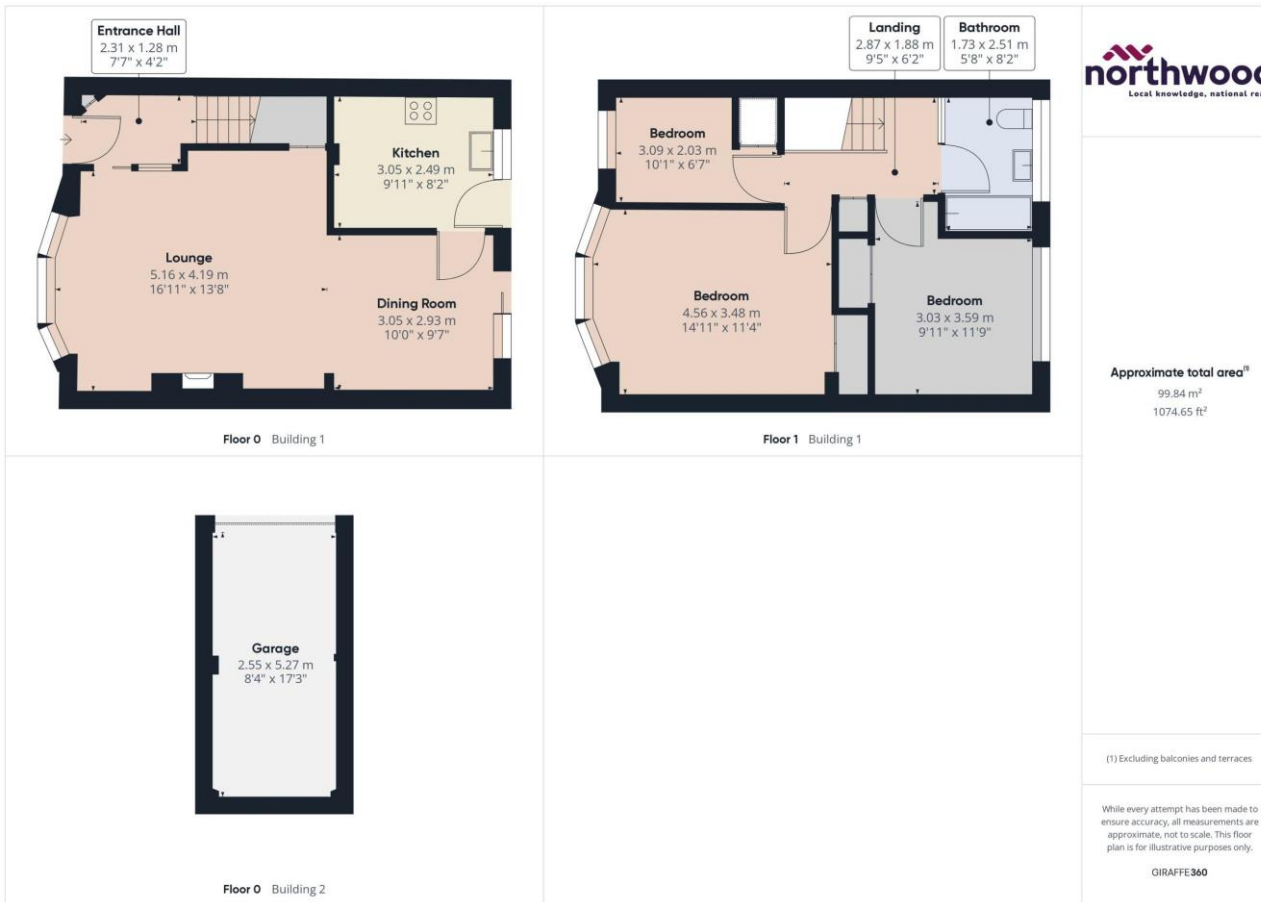 Entrance Hall
2.31 x 1.28 m
7'7" x 4'2"
Kitchen
3.05 x 2.49 m
9'11" x 8'2"
Lounge
5.16 x 4.19 m
16'11" x 13'8"
Dining Room
3.05 x 2.93 m
10'0" x 9'7"
Floor 0 Building 1
Landing
2.87 x 1.88 m
9'5" x 6'2"
Bathroom
1.73 x 2.51 m
5'8" x 8'2"
Bedroom
3.09 x 2.03 m
10'1" x 6'7"
Bedroom
4.56 x 3.48 m
14'11" x 11'4"
Bedroom
3.03 x 3.59 m
9'11" x 11'9"
Floor 1 Building 1
Garage
2.55 x 5.27 m
8'4" x 17'3"
Floor 0 Building 2
northwood
Local knowledge, national re
Approximate total area(1)
99.84 m²
1074.65 ft²
(1) Excluding balconies and terraces
While every attempt has been made to
ensure accuracy, all measurements are
approximate, not to scale. This floor
plan is for illustrative purposes only.
GIRAFFE360